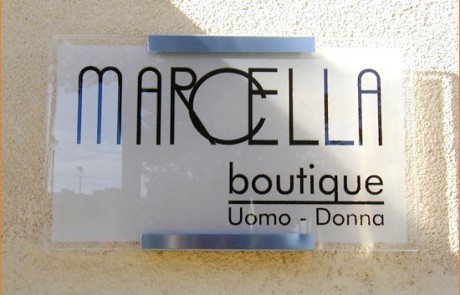 MARCELLA
boutique
Uomo - Donna